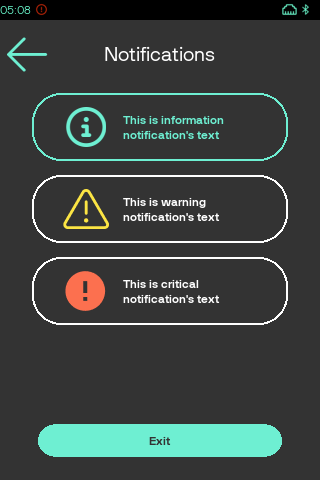 05:08
Notifications
This is information
notification's text
This is warning
notification's text
This is critical
notification's text
Exit